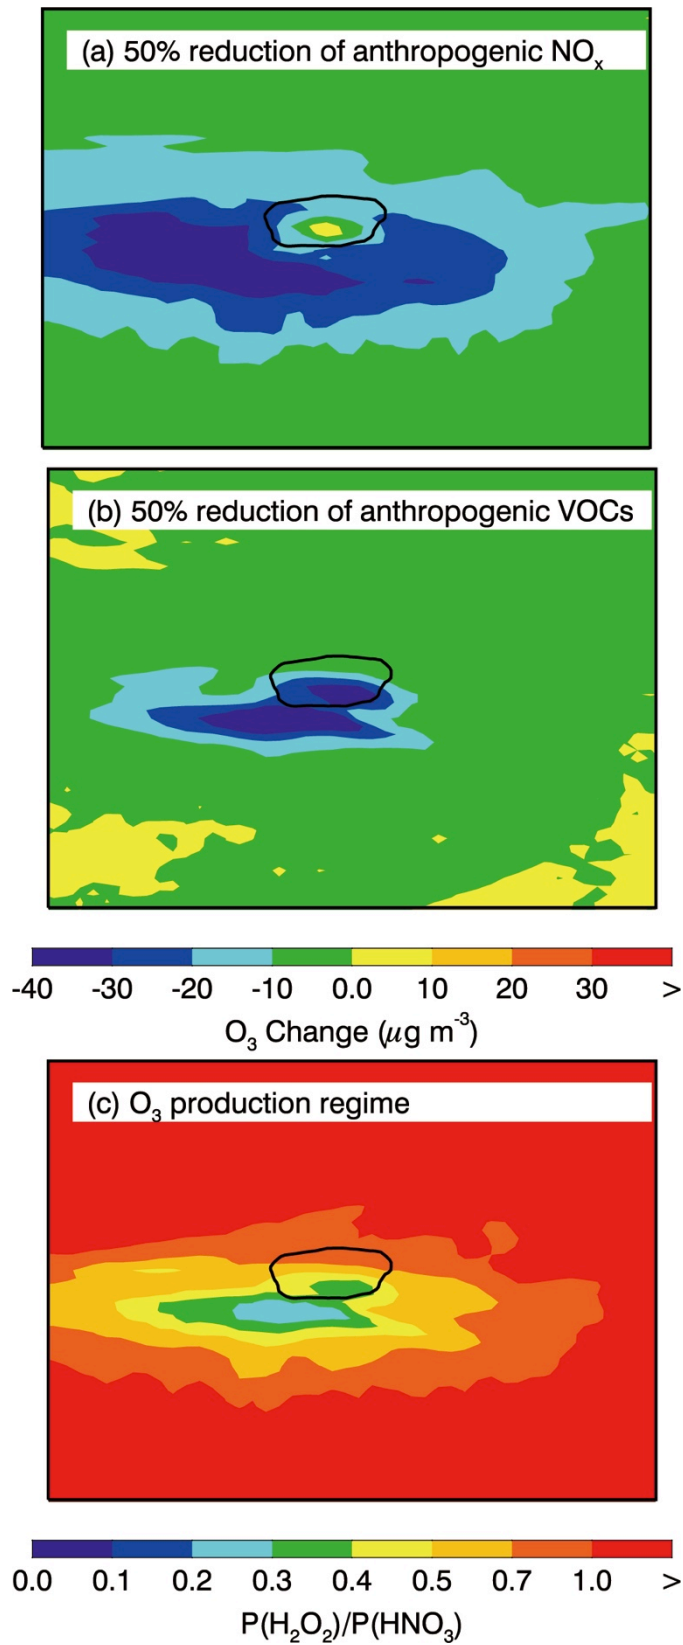 (a) 50% reduction of anthropogenic NOₓ
(b) 50% reduction of anthropogenic VOCs
-40 -30 -20 -10 0.0 10 20 30 >
O₃ Change (μg m⁻³)
(c) O₃ production regime
0.0 0.1 0.2 0.3 0.4 0.5 0.7 1.0 >
P(H₂O₂)/P(HNO₃)